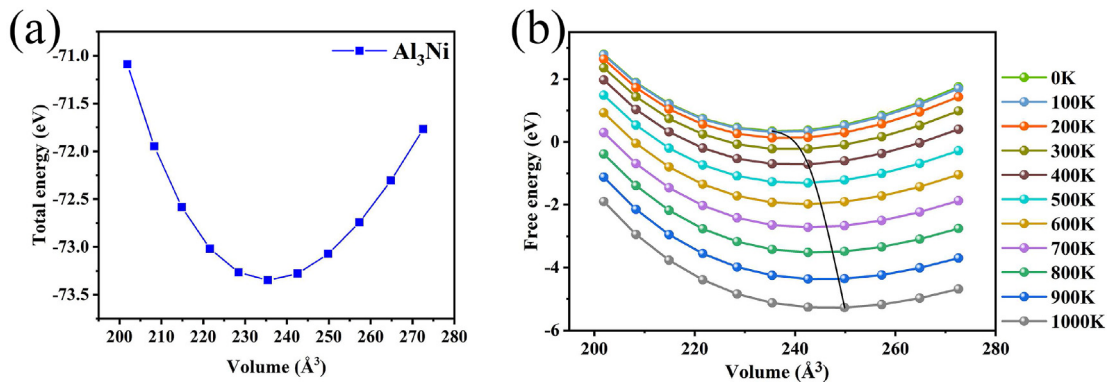 (a)
Al₃Ni
Total energy (eV)
-71.0
-71.5
-72.0
-72.5
-73.0
-73.5
200 210 220 230 240 250 260 270 280
Volume (Å³)
(b)
Free energy (eV)
2
0
-2
-4
-6
200 220 240 260 280
Volume (Å³)
0K
100K
200K
300K
400K
500K
600K
700K
800K
900K
1000K